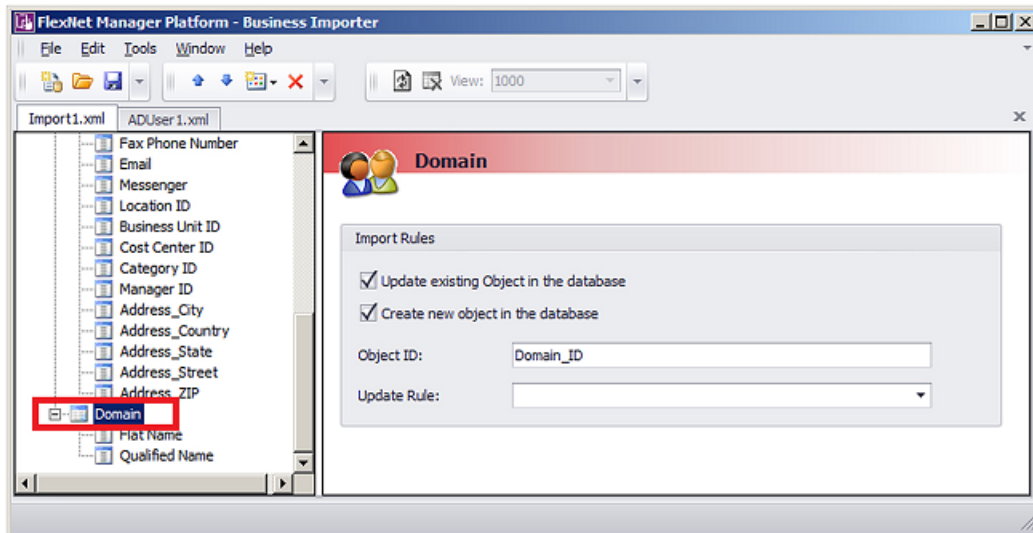 FlexNet Manager Platform - Business Importer
File Edit Tools Window Help
View: 1000
Import1.xml ADUser1.xml
Fax Phone Number
Email
Messenger
Location ID
Business Unit ID
Cost Center ID
Category ID
Manager ID
Address_City
Address_Country
Address_State
Address_Street
Address_ZIP
Domain
Flat Name
Qualified Name
Domain
Import Rules
Update existing Object in the database
Create new object in the database
Object ID: Domain_ID
Update Rule: